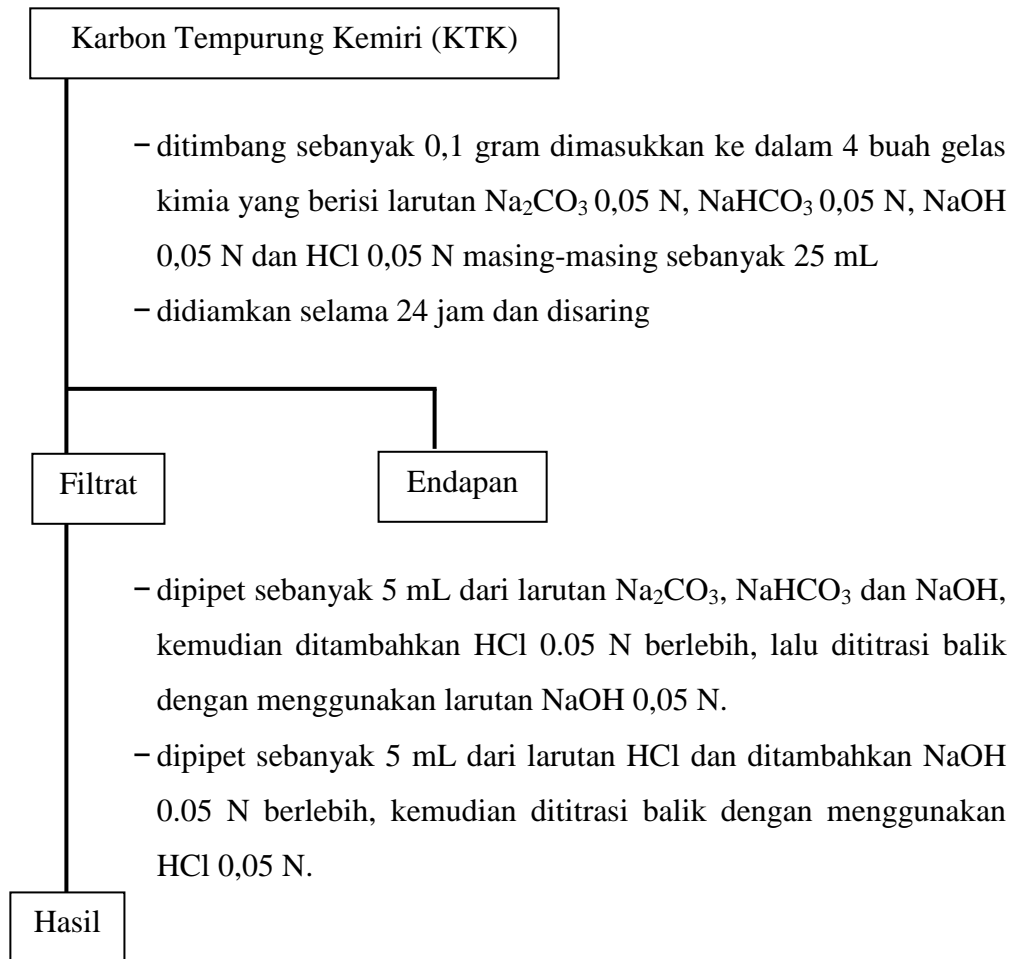 Karbon Tempurung Kemiri (KTK)
− ditimbang sebanyak 0,1 gram dimasukkan ke dalam 4 buah gelas
kimia yang berisi larutan Na₂CO₃ 0,05 N, NaHCO₃ 0,05 N, NaOH
0,05 N dan HCl 0,05 N masing-masing sebanyak 25 mL
− didiamkan selama 24 jam dan disaring
Filtrat
Endapan
− dipipet sebanyak 5 mL dari larutan Na₂CO₃, NaHCO₃ dan NaOH,
kemudian ditambahkan HCl 0.05 N berlebih, lalu dititrasi balik
dengan menggunakan larutan NaOH 0,05 N.
− dipipet sebanyak 5 mL dari larutan HCl dan ditambahkan NaOH
0.05 N berlebih, kemudian dititrasi balik dengan menggunakan
HCl 0,05 N.
Hasil